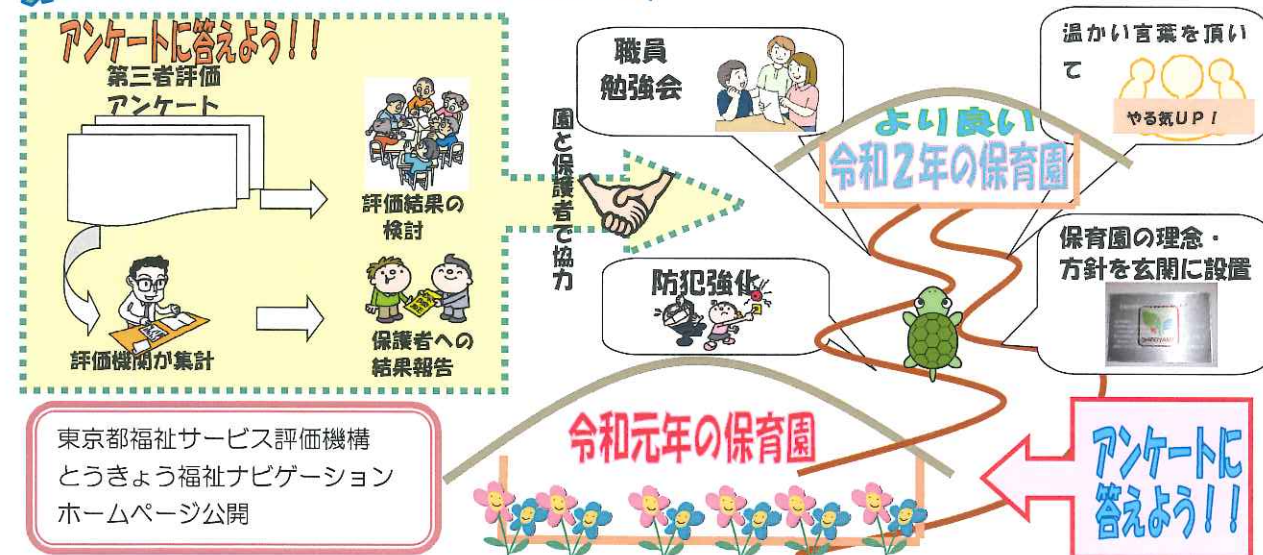 アンケートに答えよう!!
第三者評価
アンケート
評価結果の
検討
評価機関が集計
保護者への
結果報告
園と保護者で協力
職員
勉強会
温かい言葉を頂い
て
やる気UP!
より良い
令和2年の保育園
防犯強化
保育園の理念・
方針を玄関に設置
令和元年の保育園
東京都福祉サービス評価機構
とうきょう福祉ナビゲーション
ホームページ公開
アンケートに
答えよう!!